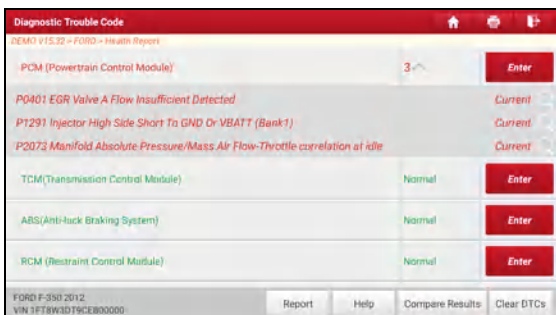 Diagnostic Trouble Code
DEMO V15.32 > FORD > Health Report
PCM (Powertrain Control Module) 3 Enter
P0401 EGR Valve A Flow Insufficient Detected Current
P1291 Injector High Side Short To GND Or VBATT (Bank1) Current
P2073 Manifold Absolute Pressure/Mass Air Flow-Throttle correlation at idle Current
TCM(Transmission Control Module) Normal Enter
ABS(Anti-lock Braking System) Normal Enter
RCM (Restraint Control Module) Normal Enter
FORD F-350 2012
VIN 1FT8W3DT9CEB00000
Report Help Compare Results Clear DTCs